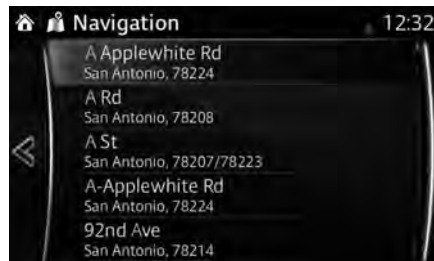 Navigation 12:32
A Applewhite Rd
San Antonio, 78224
A Rd
San Antonio, 78208
A St
San Antonio, 78207/78223
A-Applewhite Rd
San Antonio, 78224
92nd Ave
San Antonio, 78214